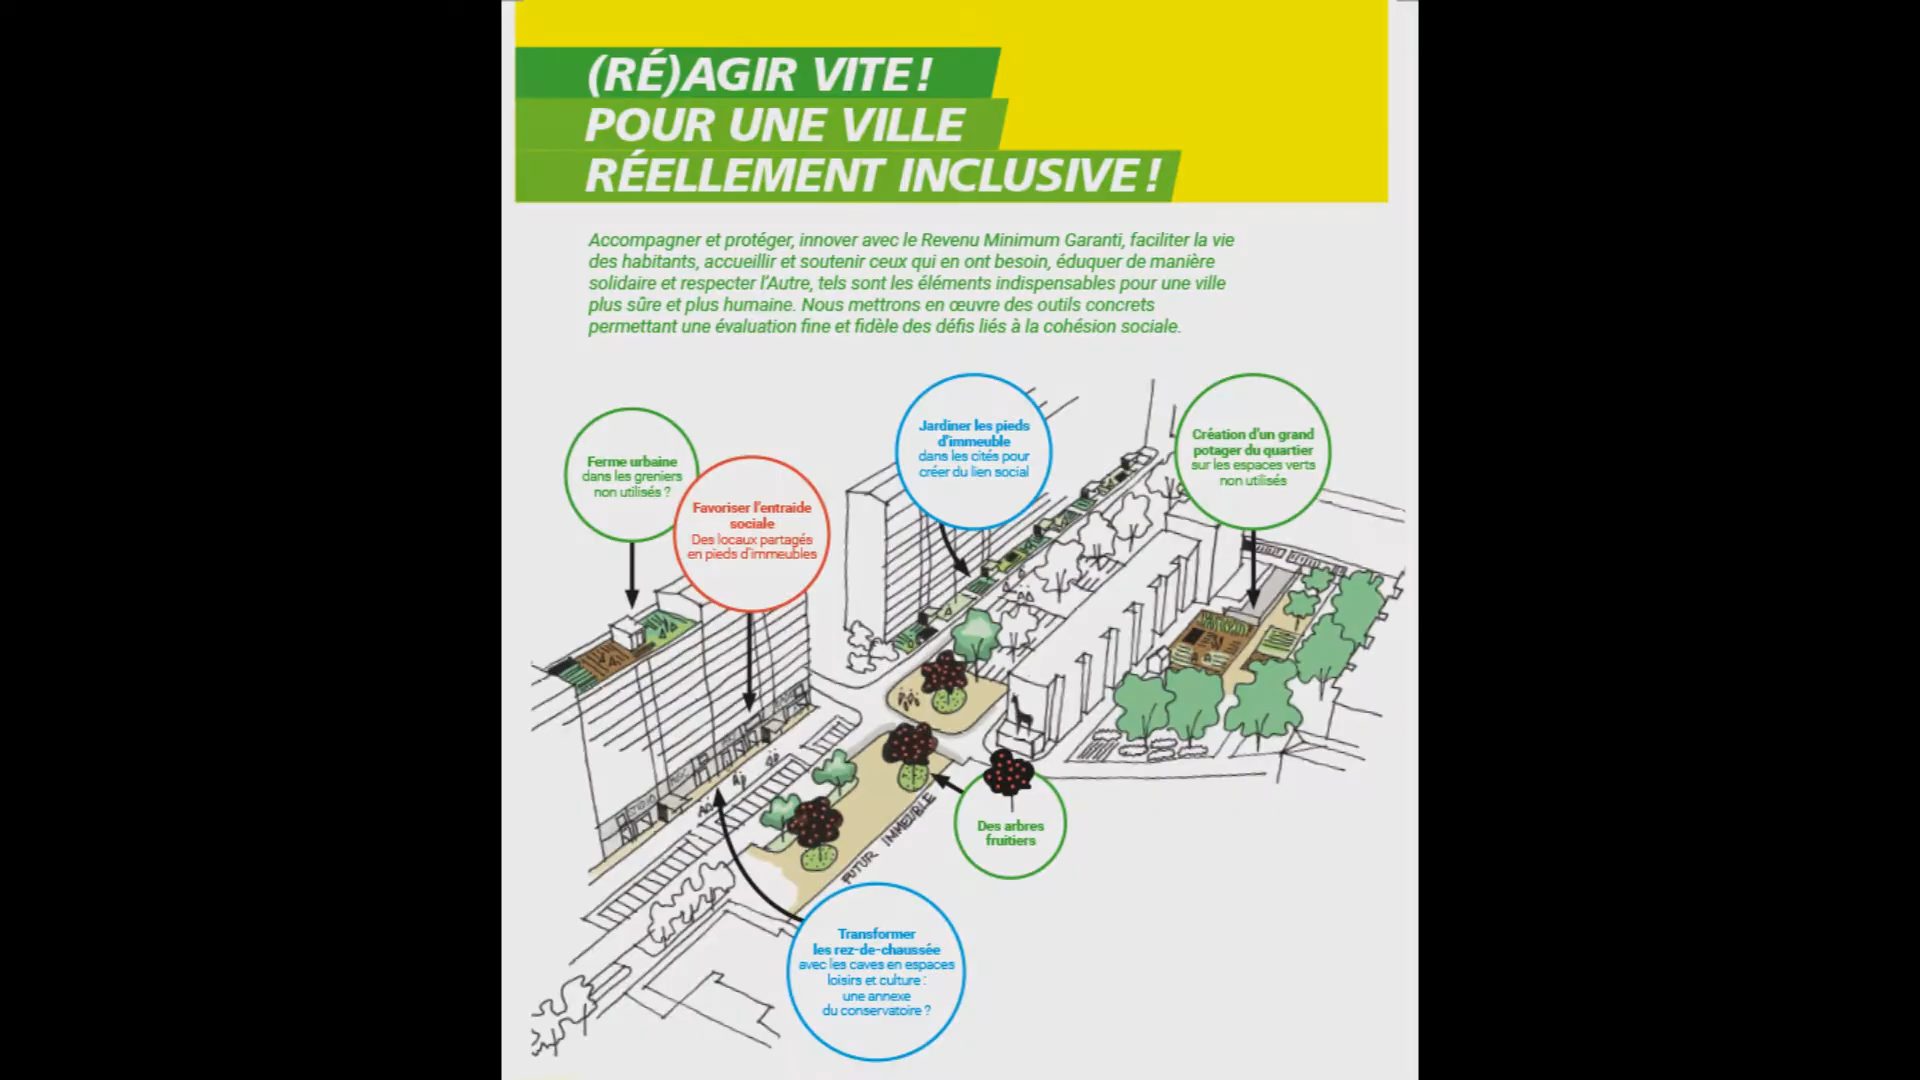 (RÉ)AGIR VITE !
POUR UNE VILLE
RÉELLEMENT INCLUSIVE !
Accompagner et protéger, innover avec le Revenu Minimum Garanti, faciliter la vie
des habitants, accueillir et soutenir ceux qui en ont besoin, éduquer de manière
solidaire et respecter l'Autre, tels sont les éléments indispensables pour une ville
plus sûre et plus humaine. Nous mettrons en œuvre des outils concrets
permettant une évaluation fine et fidèle des défis liés à la cohésion sociale.
Ferme urbaine
dans les greniers
non utilisés ?
Favoriser l'entraide
sociale
Des locaux partagés
en pieds d'immeubles
Jardiner les pieds
d'immeuble
dans les cités pour
créer du lien social
Création d'un grand
potager du quartier
sur les espaces verts
non utilisés
Des arbres
fruitiers
FUTUR IMMEUBLE
Transformer
les rez-de-chaussée
avec les caves en espaces
loisirs et culture :
une annexe
du conservatoire ?